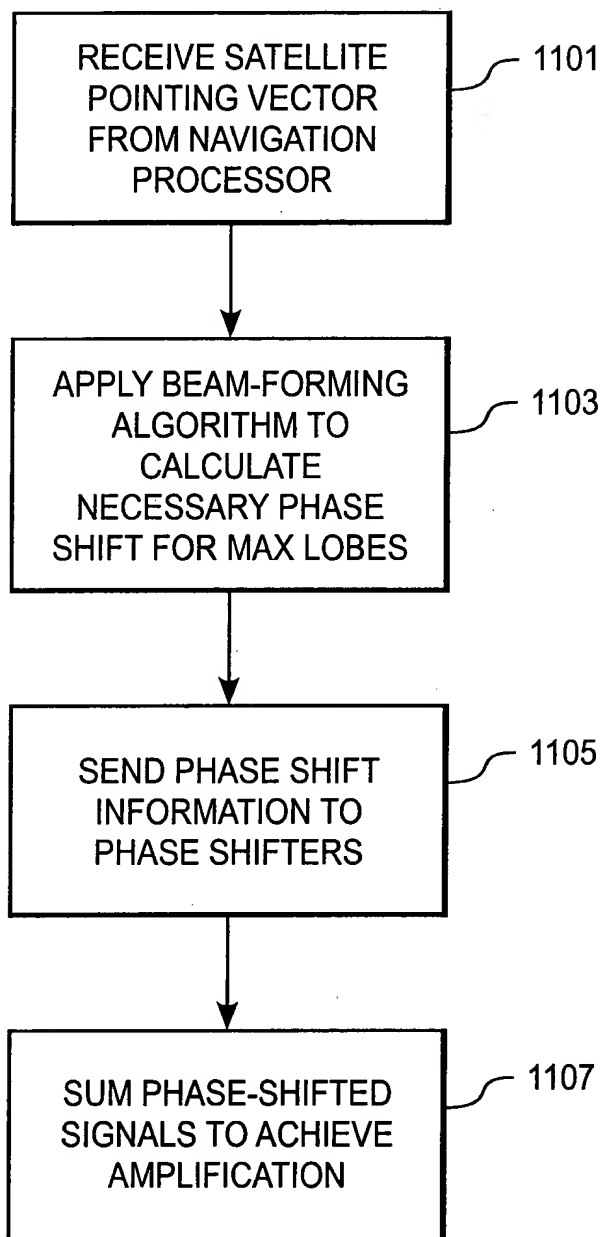 RECEIVE SATELLITE
POINTING VECTOR
FROM NAVIGATION
PROCESSOR
1101
APPLY BEAM-FORMING
ALGORITHM TO
CALCULATE
NECESSARY PHASE
SHIFT FOR MAX LOBES
1103
SEND PHASE SHIFT
INFORMATION TO
PHASE SHIFTERS
1105
SUM PHASE-SHIFTED
SIGNALS TO ACHIEVE
AMPLIFICATION
1107